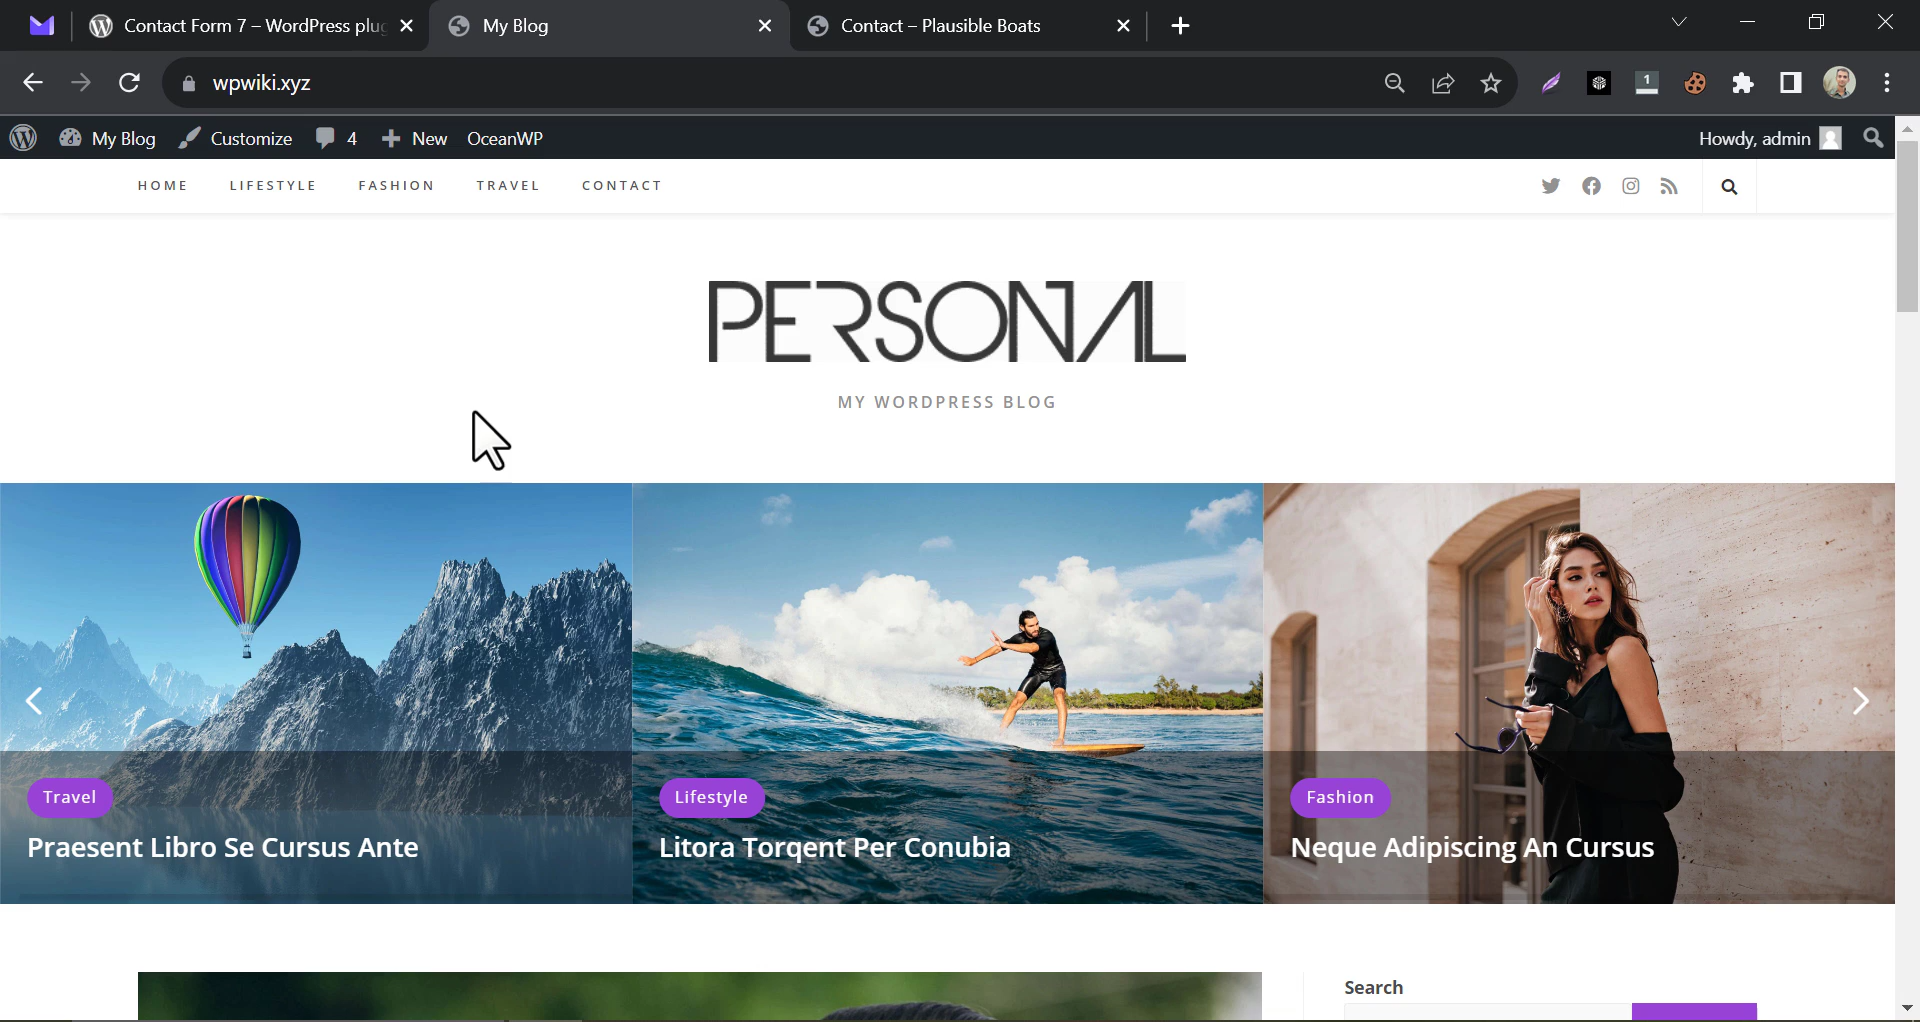 Contact Form 7 – WordPress plu
My Blog
Contact – Plausible Boats
wpwiki.xyz
1
My Blog
Customize
4
New
OceanWP
Howdy, admin
HOME
LIFESTYLE
FASHION
TRAVEL
CONTACT
PERSONAL
MY WORDPRESS BLOG
Travel
Praesent Libro Se Cursus Ante
Lifestyle
Litora Torqent Per Conubia
Fashion
Neque Adipiscing An Cursus
Search